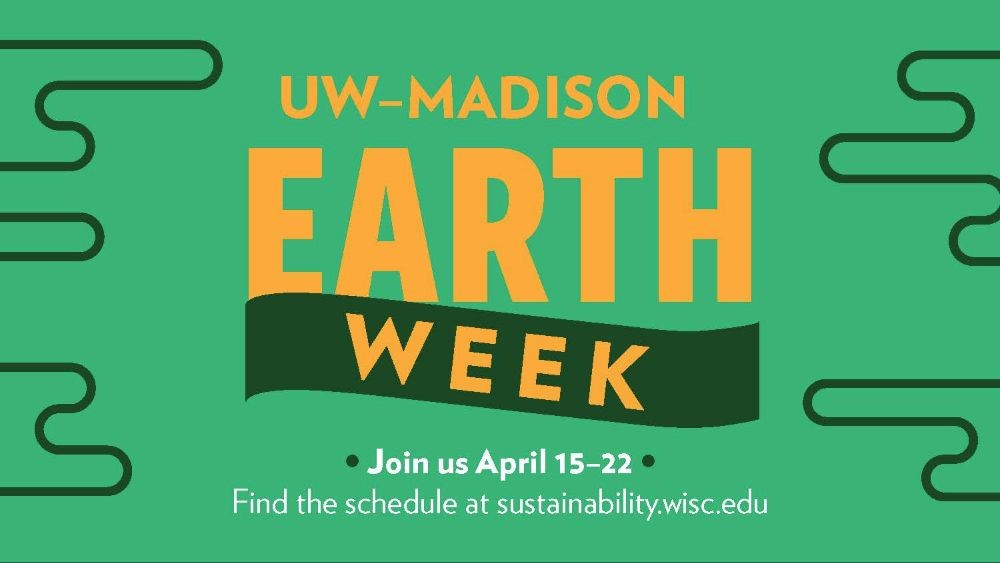 UW–MADISON
EARTH
WEEK
• Join us April 15–22 •
Find the schedule at sustainability.wisc.edu